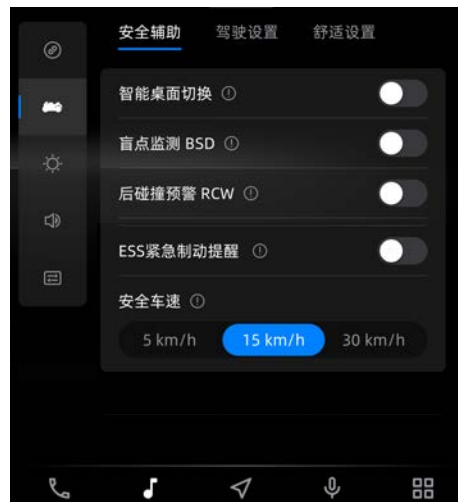 安全辅助 驾驶设置 舒适设置
智能桌面切换
盲点监测 BSD
后碰撞预警 RCW
ESS紧急制动提醒
安全车速
5 km/h 15 km/h 30 km/h